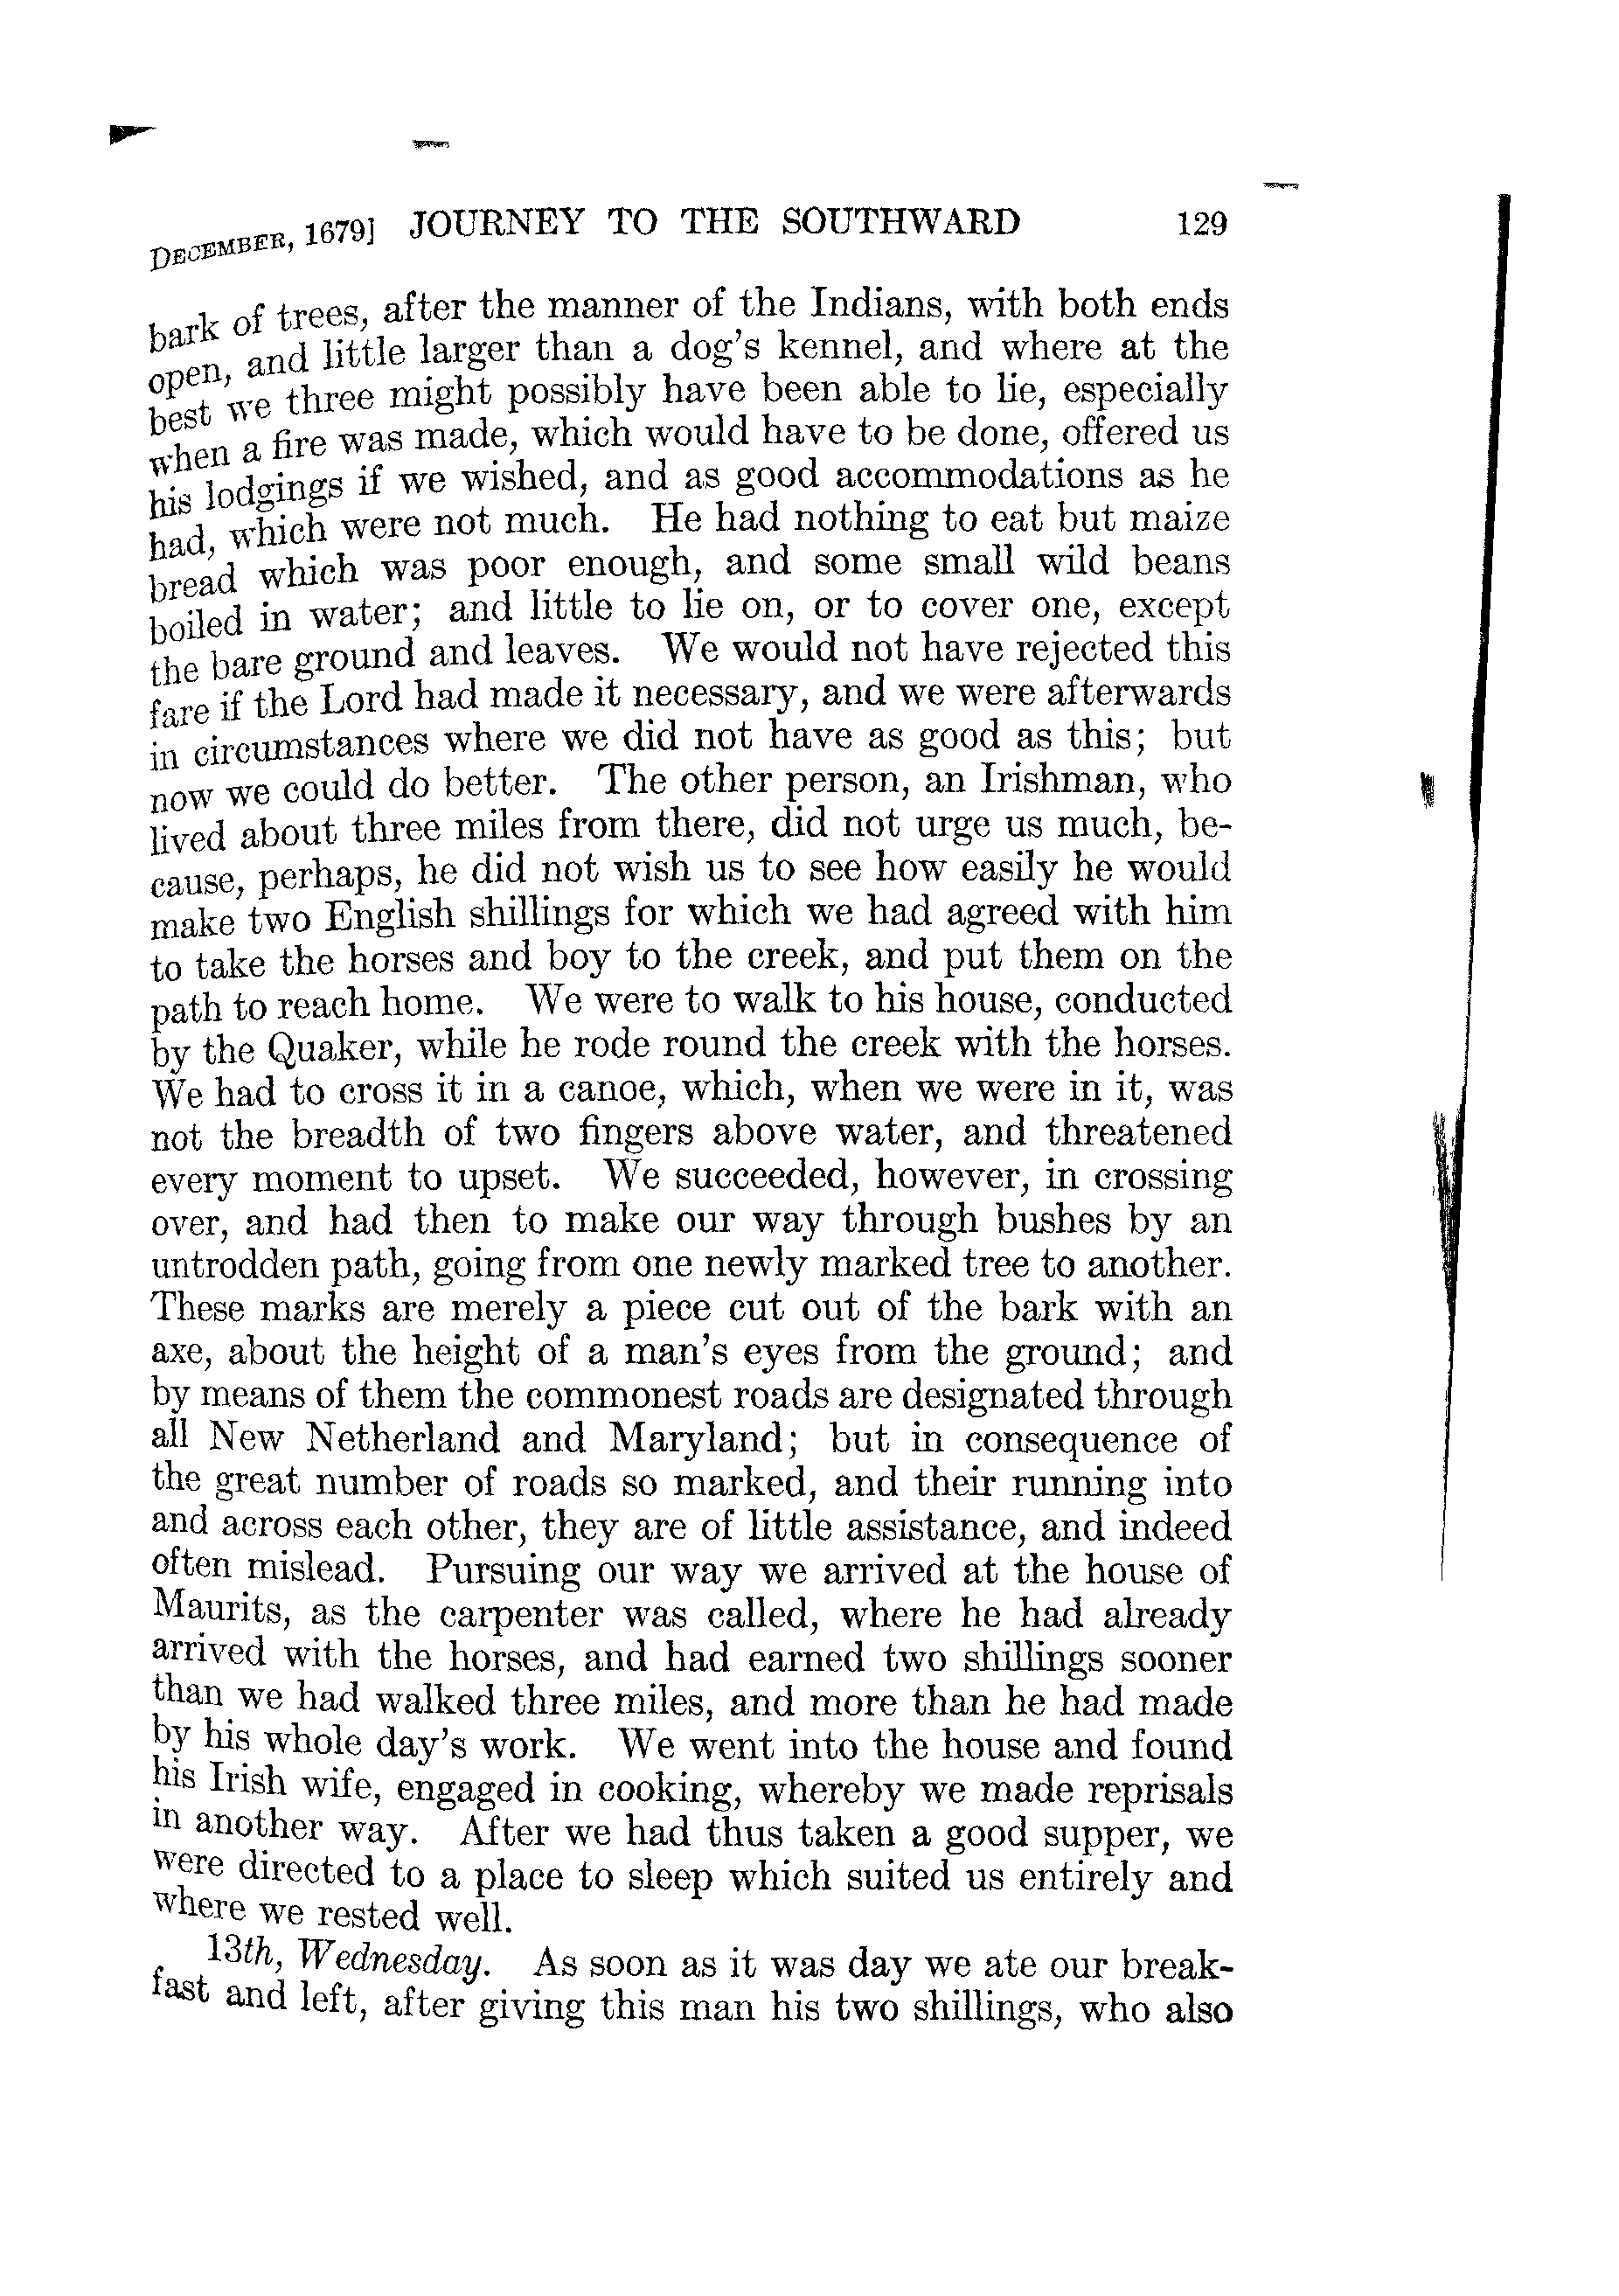 DECEMBER, 1679] JOURNEY TO THE SOUTHWARD 129
bark of trees, after the manner of the Indians, with both ends
open, and little larger than a dog's kennel, and where at the
best we three might possibly have been able to lie, especially
when a fire was made, which would have to be done, offered us
his lodgings if we wished, and as good accommodations as he
had, which were not much. He had nothing to eat but maize
bread which was poor enough, and some small wild beans
boiled in water; and little to lie on, or to cover one, except
the bare ground and leaves. We would not have rejected this
fare if the Lord had made it necessary, and we were afterwards
in circumstances where we did not have as good as this; but
now we could do better. The other person, an Irishman, who
lived about three miles from there, did not urge us much, be-
cause, perhaps, he did not wish us to see how easily he would
make two English shillings for which we had agreed with him
to take the horses and boy to the creek, and put them on the
path to reach home. We were to walk to his house, conducted
by the Quaker, while he rode round the creek with the horses.
We had to cross it in a canoe, which, when we were in it, was
not the breadth of two fingers above water, and threatened
every moment to upset. We succeeded, however, in crossing
over, and had then to make our way through bushes by an
untrodden path, going from one newly marked tree to another.
These marks are merely a piece cut out of the bark with an
axe, about the height of a man's eyes from the ground; and
by means of them the commonest roads are designated through
all New Netherland and Maryland; but in consequence of
the great number of roads so marked, and their running into
and across each other, they are of little assistance, and indeed
often mislead. Pursuing our way we arrived at the house of
Maurits, as the carpenter was called, where he had already
arrived with the horses, and had earned two shillings sooner
than we had walked three miles, and more than he had made
by his whole day's work. We went into the house and found
his Irish wife, engaged in cooking, whereby we made reprisals
in another way. After we had thus taken a good supper, we
were directed to a place to sleep which suited us entirely and
where we rested well.
13th, Wednesday. As soon as it was day we ate our break-
fast and left, after giving this man his two shillings, who also